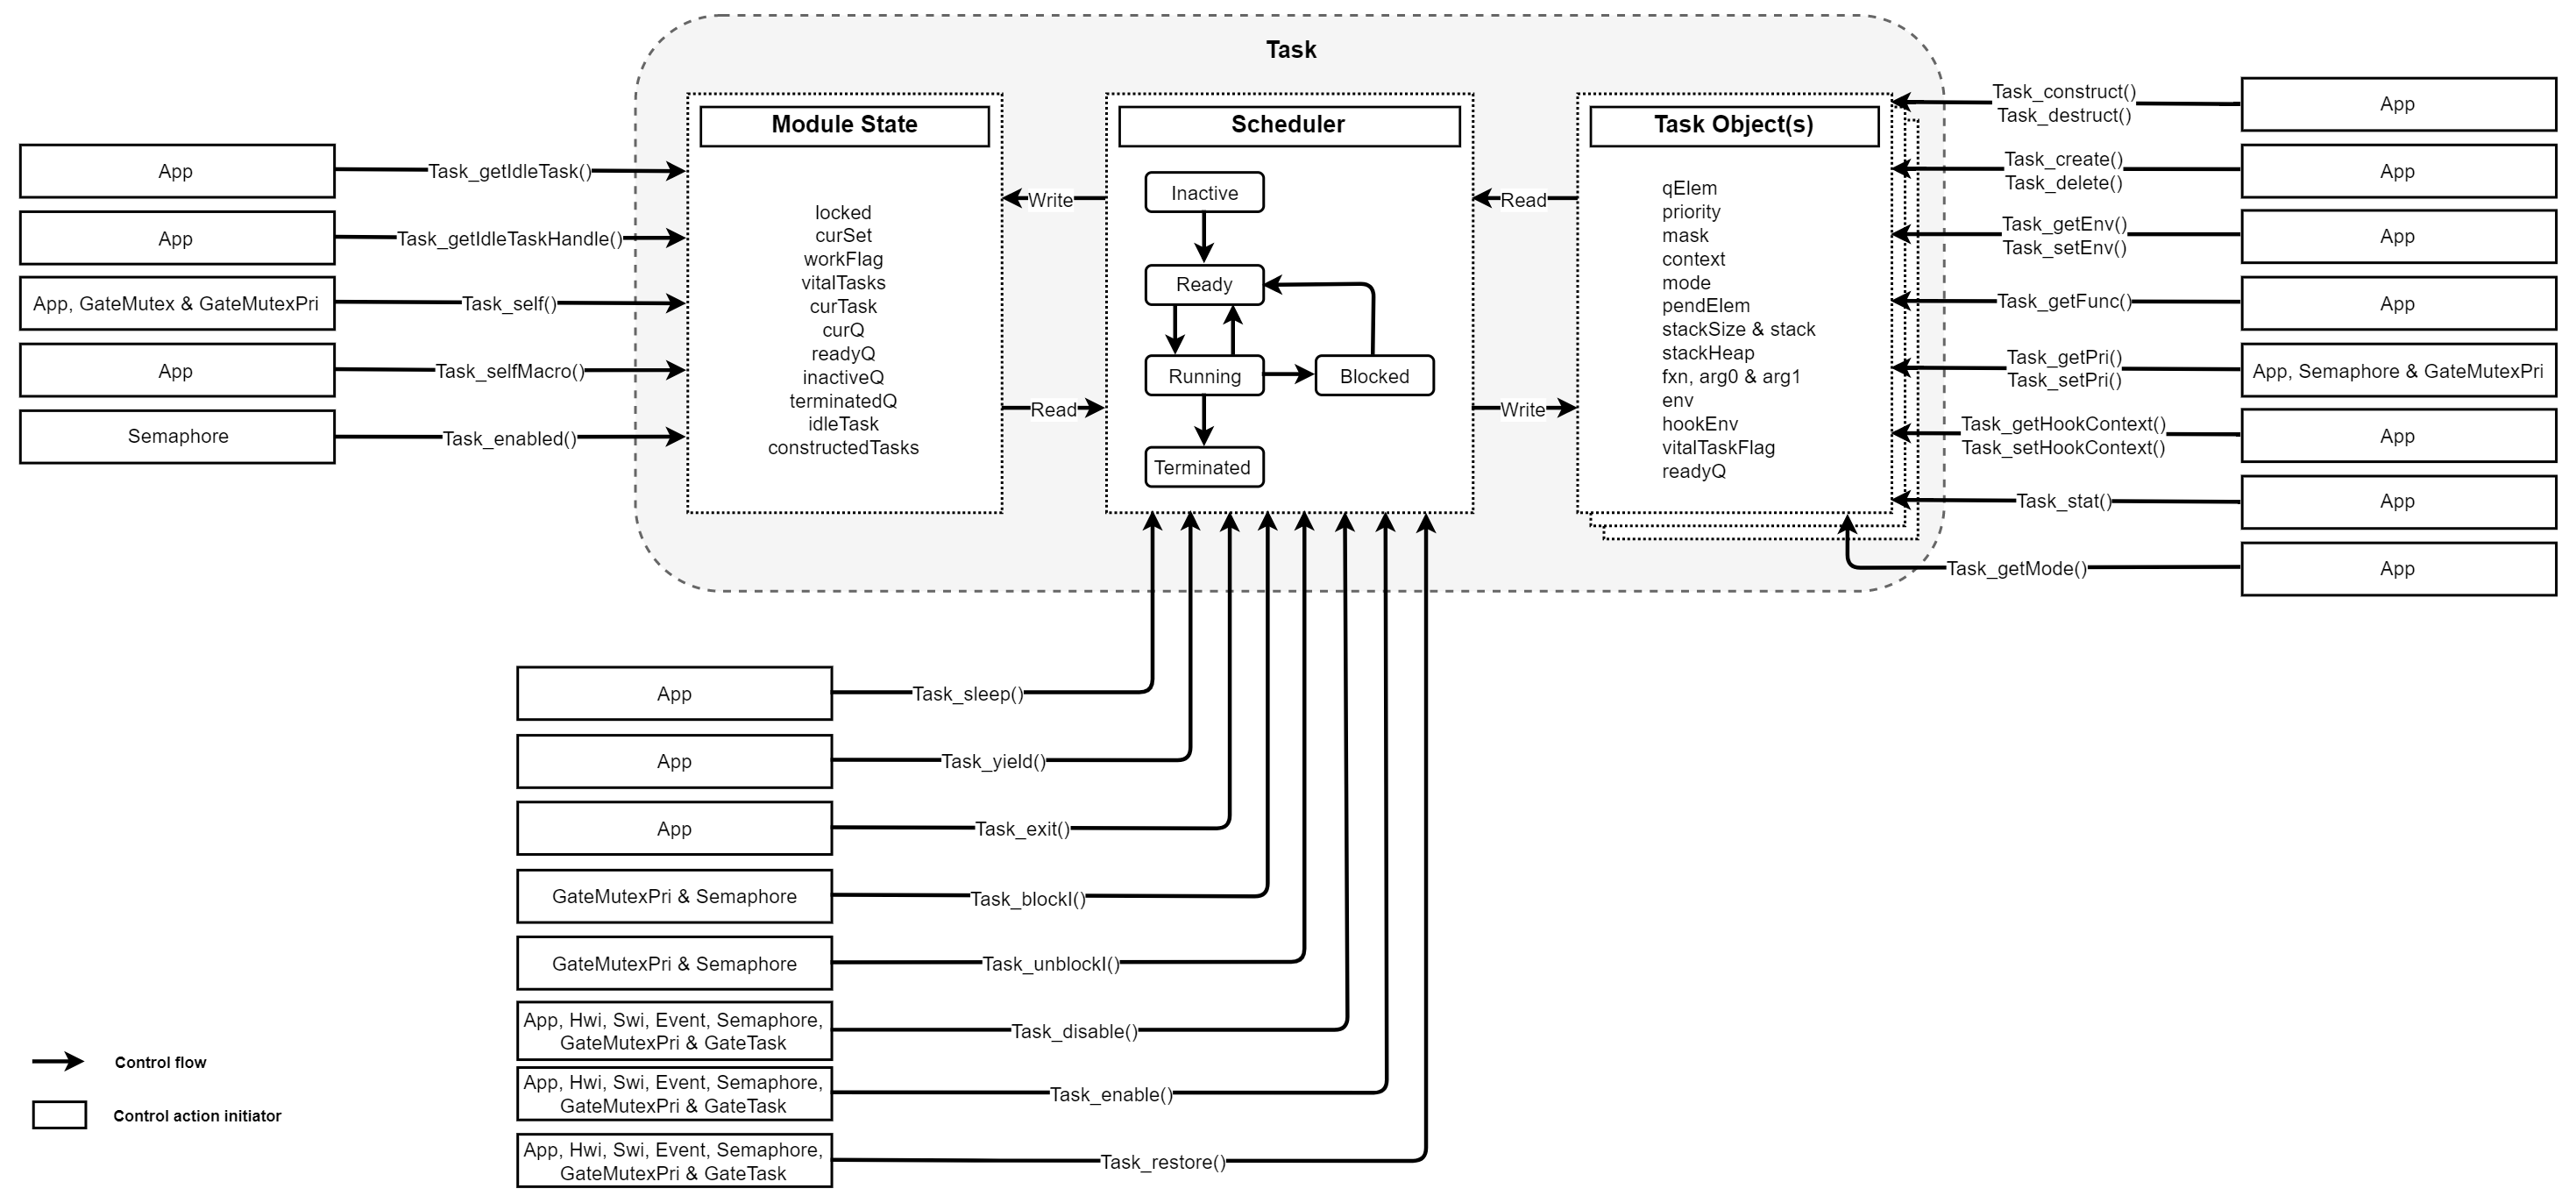 Task
Module State
locked
curSet
workFlag
vitalTasks
curTask
curQ
readyQ
inactiveQ
terminatedQ
idleTask
constructedTasks
Scheduler
Inactive
Ready
Running
Blocked
Terminated
Task Object(s)
qElem
priority
mask
context
mode
pendElem
stackSize & stack
stackHeap
fxn, arg0 & arg1
env
hookEnv
vitalTaskFlag
readyQ
Write
Read
Read
Write
App
Task_getIdleTask()
App
Task_getIdleTaskHandle()
App, GateMutex & GateMutexPri
Task_self()
App
Task_selfMacro()
Semaphore
Task_enabled()
Task_construct()
Task_destruct()
App
Task_create()
Task_delete()
App
Task_getEnv()
Task_setEnv()
App
Task_getFunc()
App
Task_getPri()
Task_setPri()
App, Semaphore & GateMutexPri
Task_getHookContext()
Task_setHookContext()
App
Task_stat()
App
Task_getMode()
App
App
Task_sleep()
App
Task_yield()
App
Task_exit()
GateMutexPri & Semaphore
Task_blockI()
GateMutexPri & Semaphore
Task_unblockI()
App, Hwi, Swi, Event, Semaphore,
GateMutexPri & GateTask
Task_disable()
App, Hwi, Swi, Event, Semaphore,
GateMutexPri & GateTask
Task_enable()
App, Hwi, Swi, Event, Semaphore,
GateMutexPri & GateTask
Task_restore()
Control flow
Control action initiator